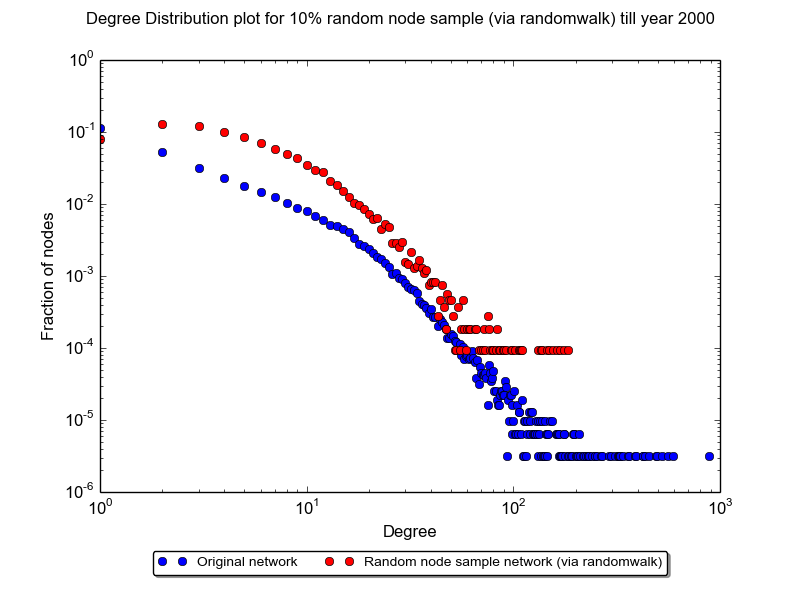 Degree Distribution plot for 10% random node sample (via randomwalk) till year 2000
Fraction of nodes
10^0
10^-1
10^-2
10^-3
10^-4
10^-5
10^-6
10^0 10^1 10^2 10^3
Degree
Original network Random node sample network (via randomwalk)